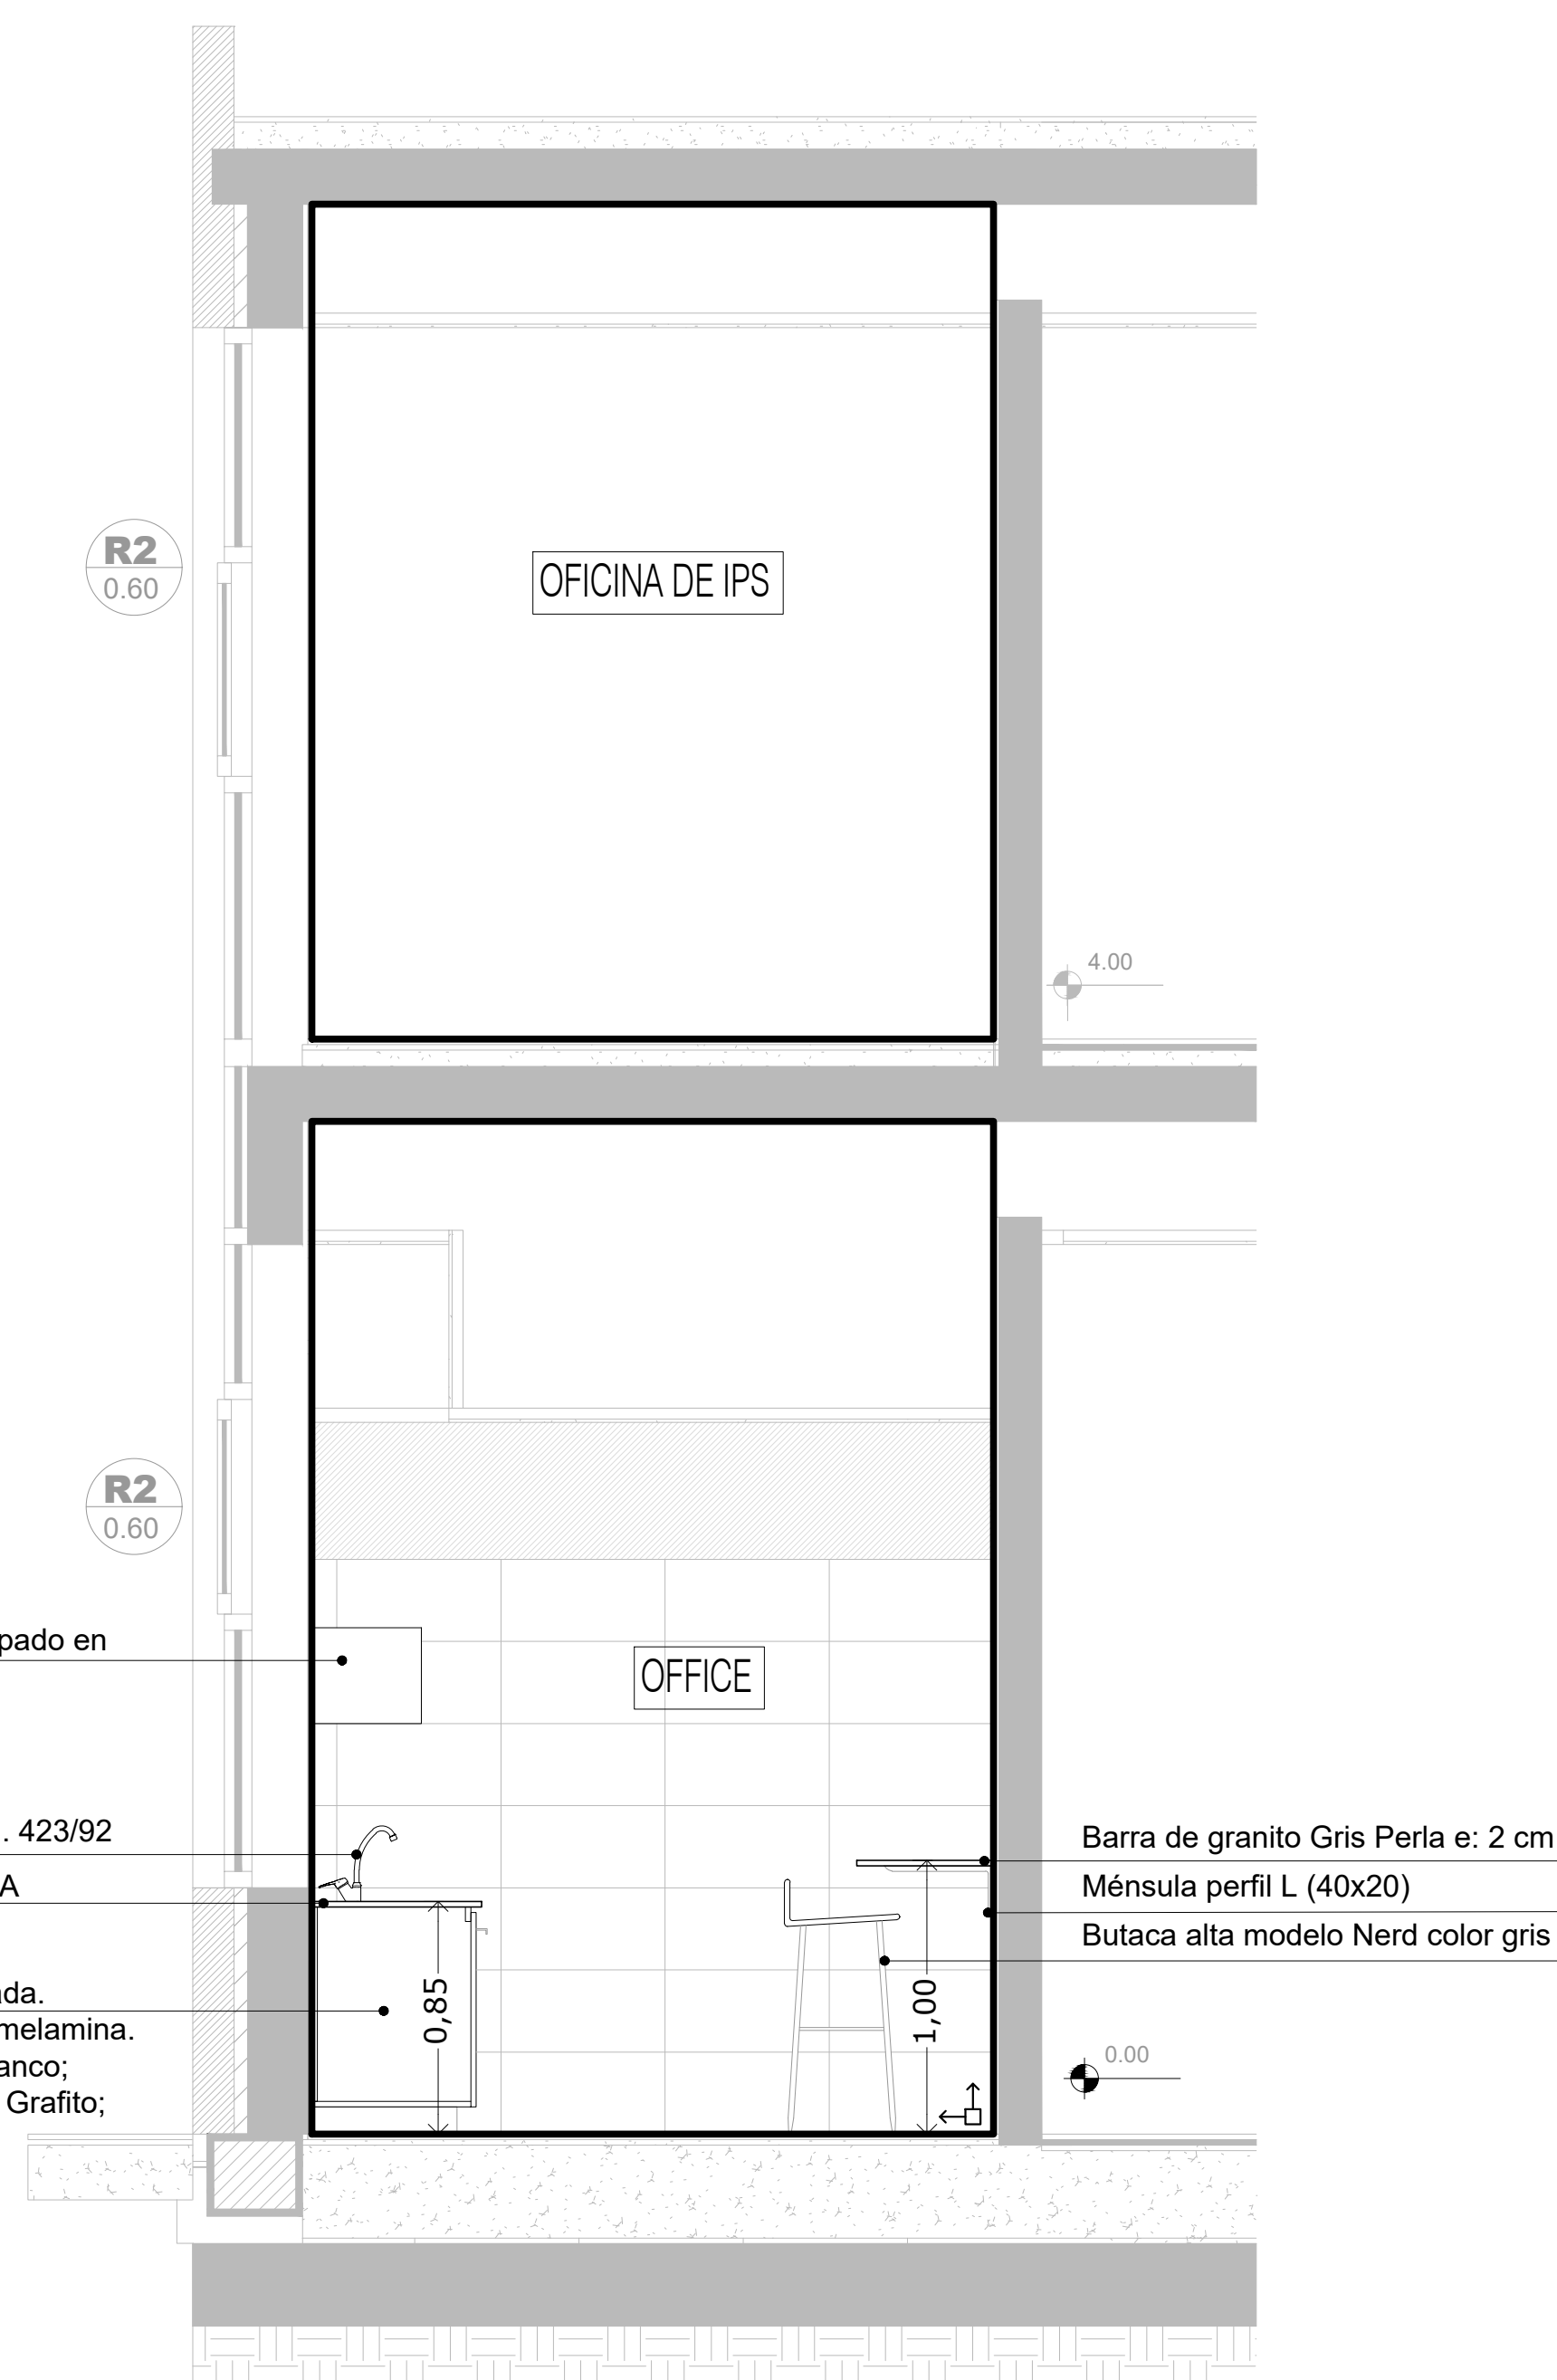 R2
0.60
OFICINA DE IPS
4.00
R2
0.60
pado en
OFFICE
. 423/92
A
Barra de granito Gris Perla e: 2 cm
Ménsula perfil L (40x20)
Butaca alta modelo Nerd color gris
0,85
1,00
da.
melamina.
anco;
Grafito;
0.00